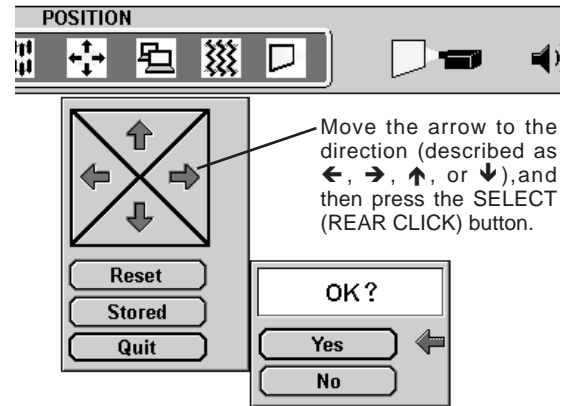 POSITION
Move the arrow to the
direction (described as
←, →, ↑, or ↓),and
then press the SELECT
(REAR CLICK) button.
Reset
Stored
Quit
OK?
Yes
No